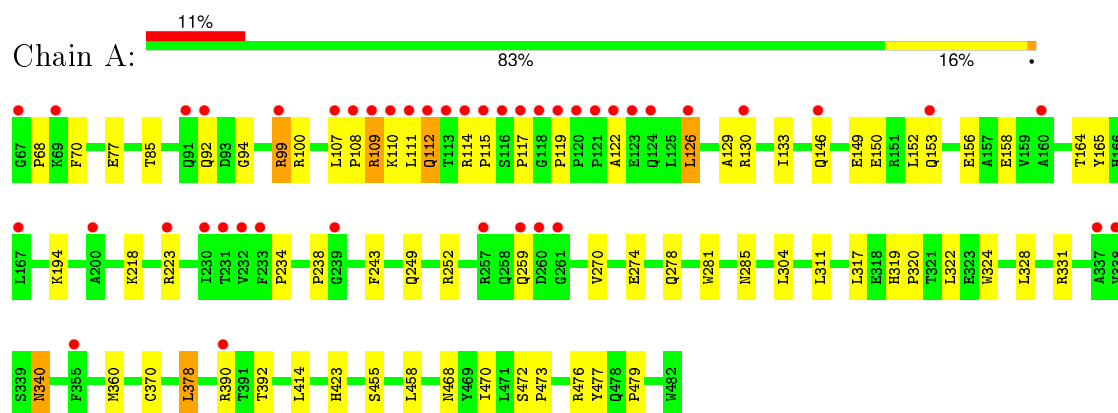 Chain A:
11%
83% 16% •
G67 P68 K69 F70 E77 T85 Q91 Q92 D93 G94 R99 R100 L107 P108 R109 K110 L111 Q112 T113 R114 P115 S116 P117 G118 P119 P120 P121 A122 E123 Q124 I125 L126 A129 R130 I133 Q146 E149 E150 R151 L152 Q153 E156 A157 E158 V159 A160 T164 Y165 H166
L167 K194 A200 K218 R223 I230 T231 V232 F233 P234 P238 G239 F243 Q249 R252 R257 Q258 Q259 D260 G261 V270 E274 Q278 W281 N285 L304 L311 L317 E318 H319 P320 T321 L322 E323 W324 L328 R331 A337
S339 N340 F355 M360 C370 L378 R390 T391 T392 L414 H423 S455 L458 N468 Y469 I470 L471 S472 P473 R476 Y477 Q478 P479 W482